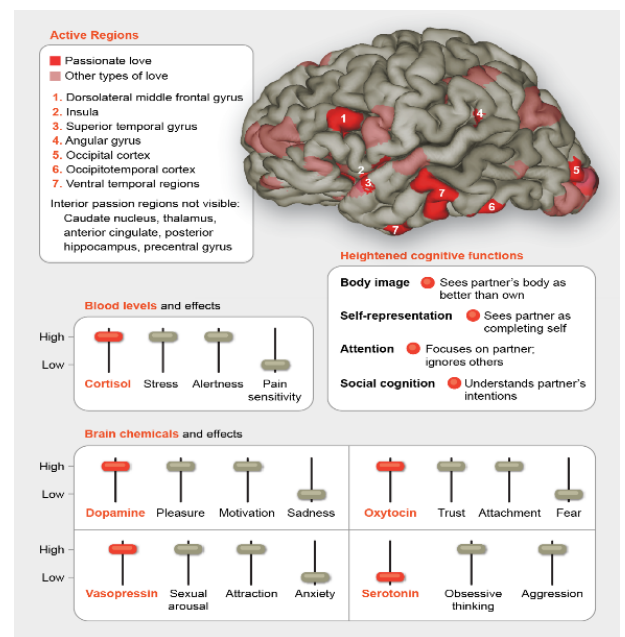 Active Regions
Passionate love
Other types of love
1. Dorsolateral middle frontal gyrus
2. Insula
3. Superior temporal gyrus
4. Angular gyrus
5. Occipital cortex
6. Occipitotemporal cortex
7. Ventral temporal regions
Interior passion regions not visible:
Caudate nucleus, thalamus,
anterior cingulate, posterior
hippocampus, precentral gyrus
1
4
2
3
5
7
6
7
Heightened cognitive functions
Body image Sees partner's body as
better than own
Self-representation Sees partner as
completing self
Attention Focuses on partner;
ignores others
Social cognition Understands partner's
intentions
Blood levels and effects
High
Low
Cortisol Stress Alertness Pain
sensitivity
Brain chemicals and effects
High
Low
Dopamine Pleasure Motivation Sadness
Oxytocin Trust Attachment Fear
High
Low
Vasopressin Sexual
arousal Attraction Anxiety
Serotonin Obsessive
thinking Aggression